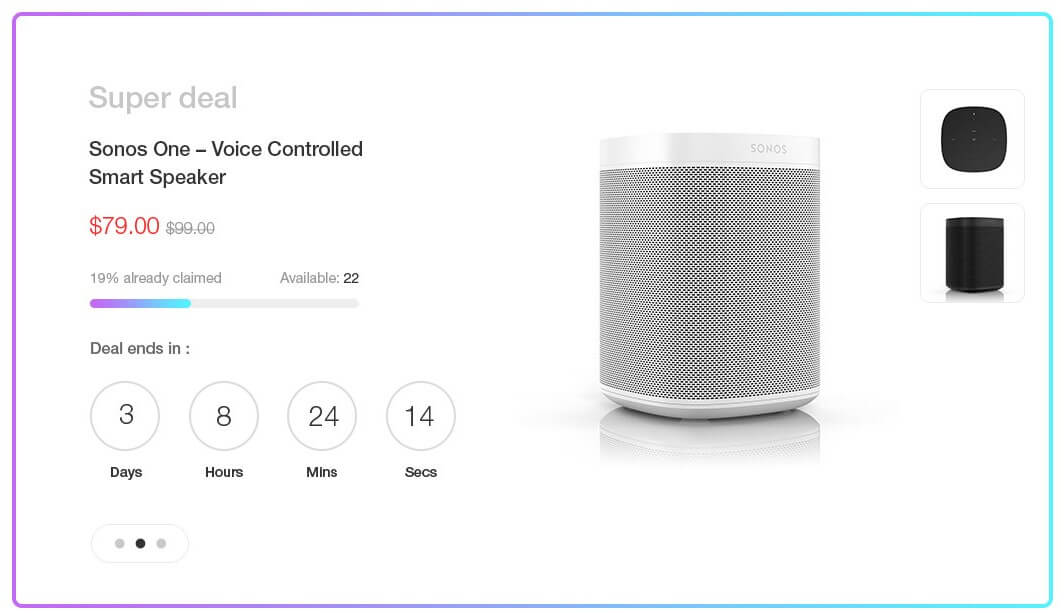 Super deal
Sonos One – Voice Controlled
Smart Speaker
$79.00 $99.00
19% already claimed Available: 22
Deal ends in :
3 8 24 14
Days Hours Mins Secs
SONOS